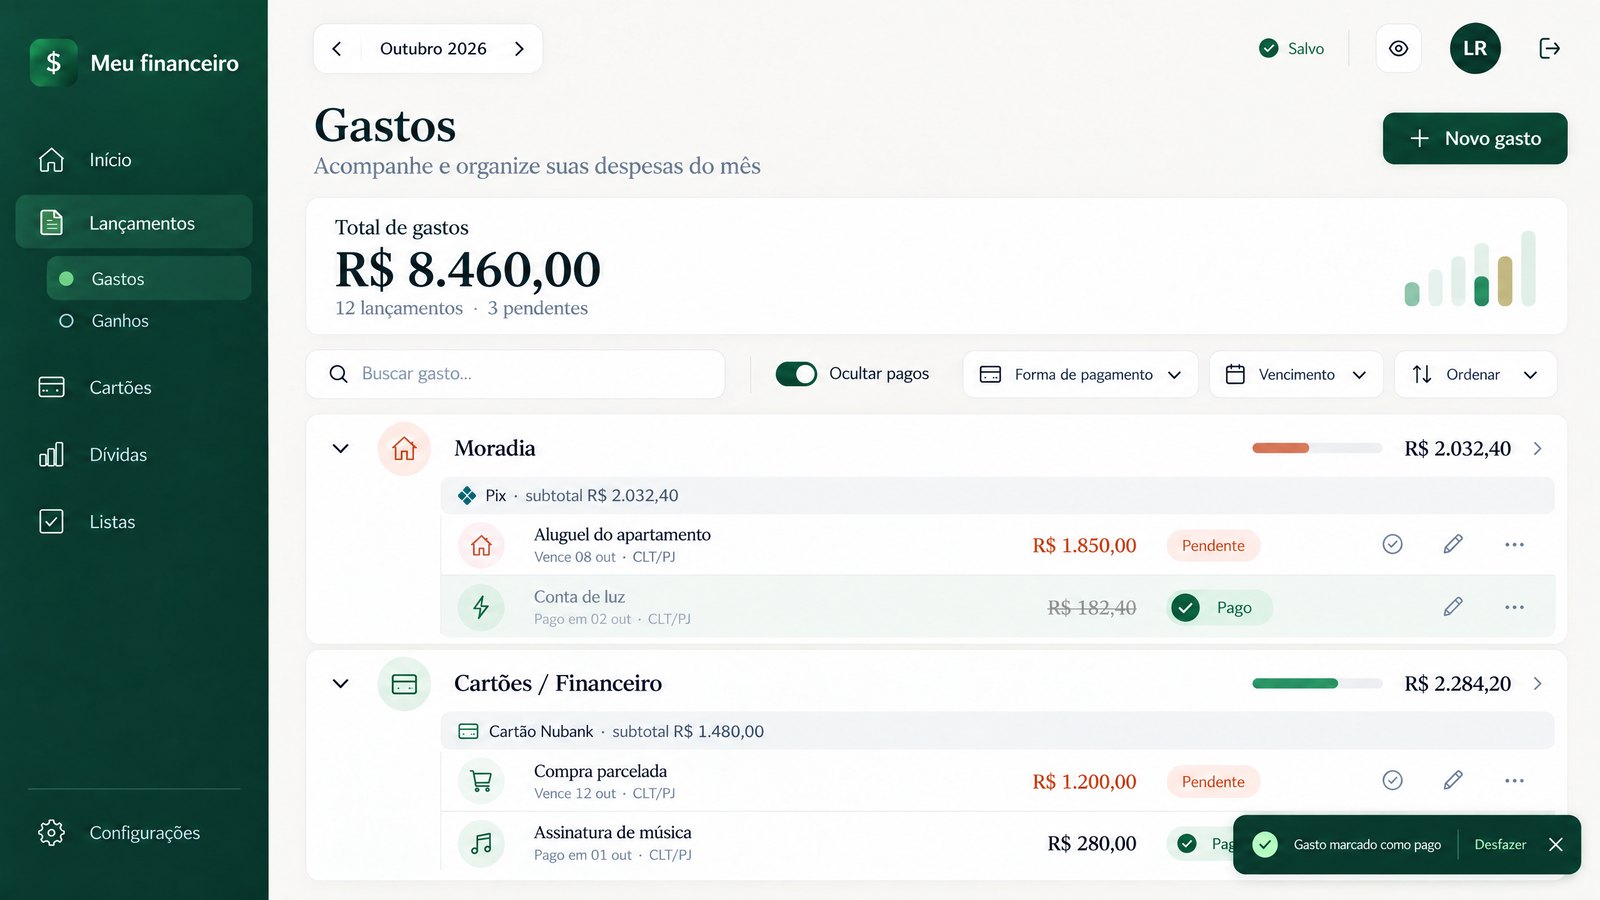 $ Meu financeiro
Início
Lançamentos
Gastos
Ganhos
Cartões
Dívidas
Listas
Configurações
Outubro 2026
Salvo
LR
Gastos
Acompanhe e organize suas despesas do mês
Novo gasto
Total de gastos
R$ 8.460,00
12 lançamentos · 3 pendentes
Buscar gasto...
Ocultar pagos
Forma de pagamento
Vencimento
Ordenar
Moradia
R$ 2.032,40
Pix · subtotal R$ 2.032,40
Aluguel do apartamento
Vence 08 out · CLT/PJ
R$ 1.850,00
Pendente
Conta de luz
Pago em 02 out · CLT/PJ
R$ 182,40
Pago
Cartões / Financeiro
R$ 2.284,20
Cartão Nubank · subtotal R$ 1.480,00
Compra parcelada
Vence 12 out · CLT/PJ
R$ 1.200,00
Pendente
Assinatura de música
Pago em 01 out · CLT/PJ
R$ 280,00
Pag
Gasto marcado como pago
Desfazer